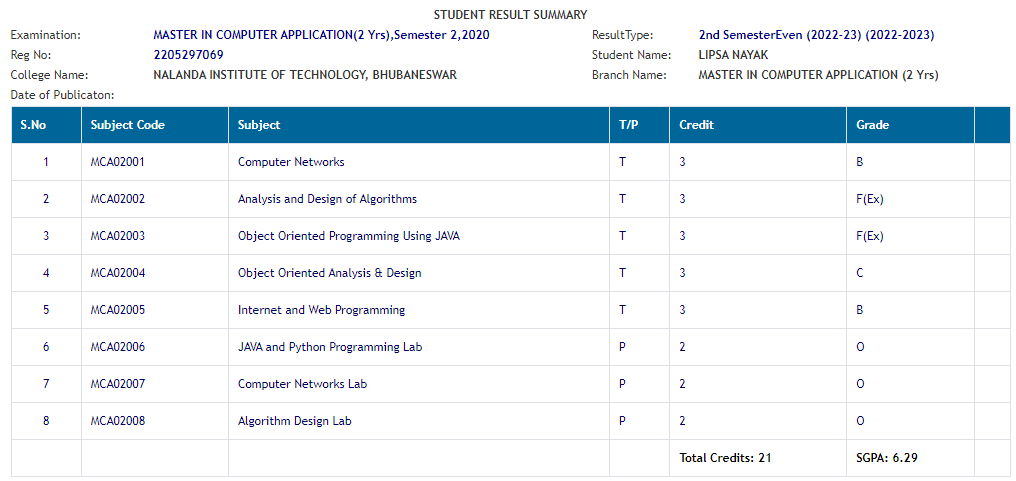 STUDENT RESULT SUMMARY
Examination: MASTER IN COMPUTER APPLICATION(2 Yrs),Semester 2,2020 ResultType: 2nd SemesterEven (2022-23) (2022-2023)
Reg No: 2205297069 Student Name: LIPSA NAYAK
College Name: NALANDA INSTITUTE OF TECHNOLOGY, BHUBANESWAR Branch Name: MASTER IN COMPUTER APPLICATION (2 Yrs)
Date of Publicaton:
S.No Subject Code Subject T/P Credit Grade
1 MCA02001 Computer Networks T 3 B
2 MCA02002 Analysis and Design of Algorithms T 3 F(Ex)
3 MCA02003 Object Oriented Programming Using JAVA T 3 F(Ex)
4 MCA02004 Object Oriented Analysis & Design T 3 C
5 MCA02005 Internet and Web Programming T 3 B
6 MCA02006 JAVA and Python Programming Lab P 2 O
7 MCA02007 Computer Networks Lab P 2 O
8 MCA02008 Algorithm Design Lab P 2 O
Total Credits: 21 SGPA: 6.29